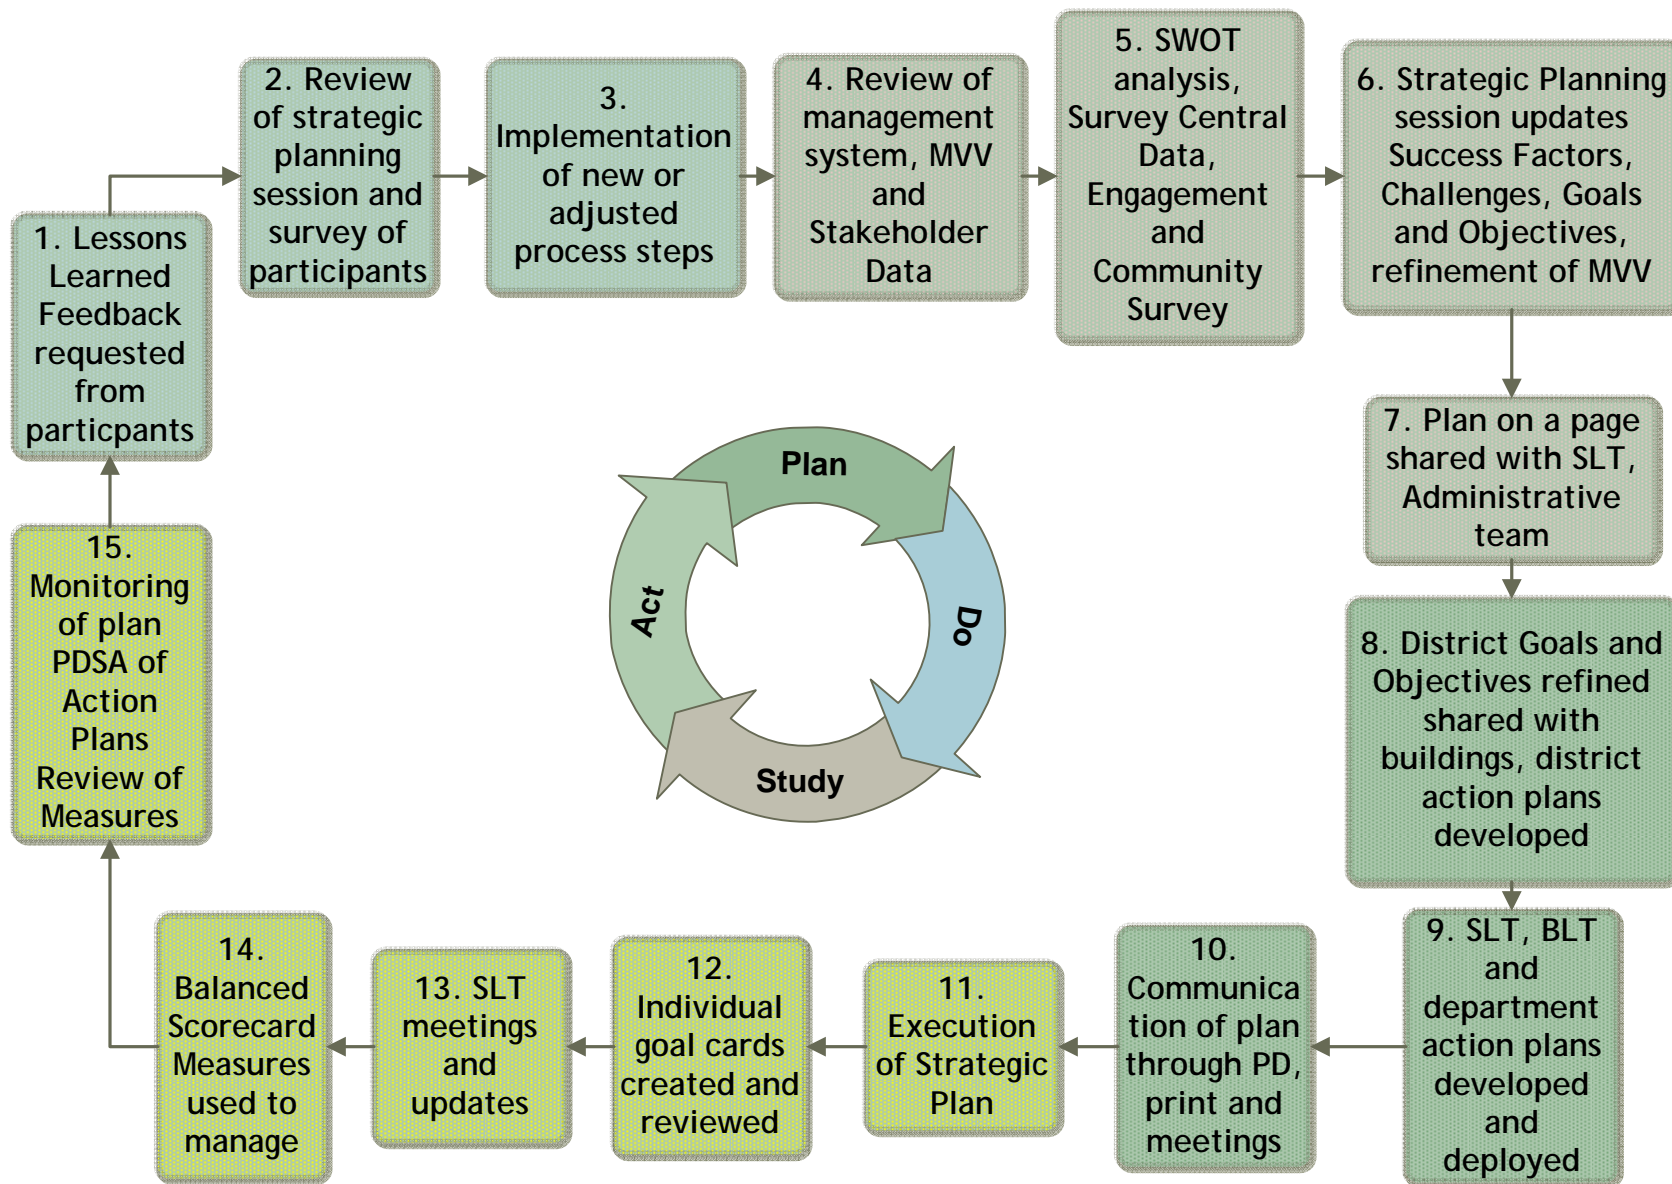 1. Lessons
Learned
Feedback
requested
from
particpants
2. Review
of strategic
planning
session and
survey of
participants
3.
Implementation
of new or
adjusted
process steps
4. Review of
management
system, MVV
and
Stakeholder
Data
5. SWOT
analysis,
Survey Central
Data,
Engagement
and
Community
Survey
6. Strategic Planning
session updates
Success Factors,
Challenges, Goals
and Objectives,
refinement of MVV
7. Plan on a page
shared with SLT,
Administrative
team
8. District Goals and
Objectives refined
shared with
buildings, district
action plans
developed
9. SLT, BLT
and
department
action plans
developed
and
deployed
10.
Communica
tion of plan
through PD,
print and
meetings
11.
Execution
of Strategic
Plan
12.
Individual
goal cards
created and
reviewed
13. SLT
meetings
and
updates
14.
Balanced
Scorecard
Measures
used to
manage
15.
Monitoring
of plan
PDSA of
Action
Plans
Review of
Measures
Plan
Do
Study
Act